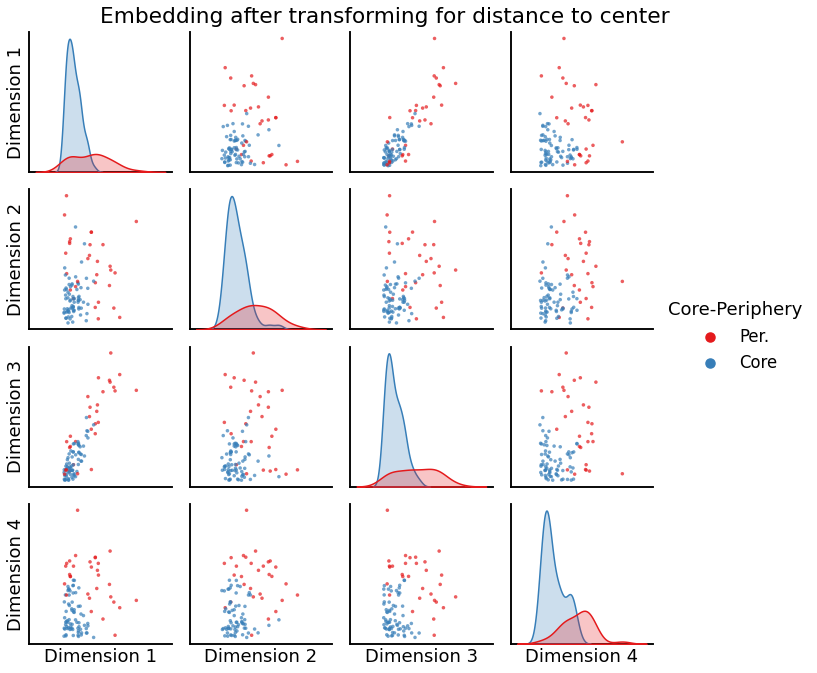 Embedding after transforming for distance to center
Dimension 1
Dimension 2
Dimension 3
Dimension 4
Dimension 1
Dimension 2
Dimension 3
Dimension 4
Core-Periphery
Per.
Core